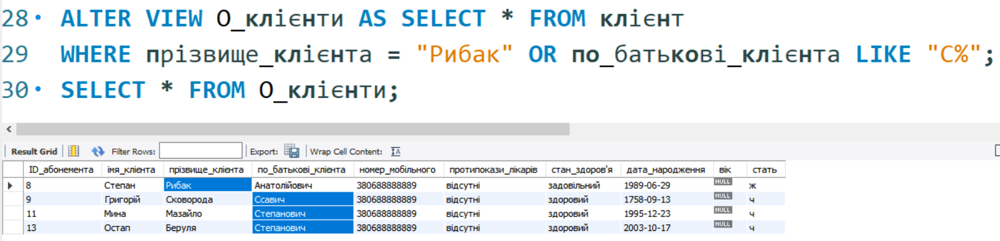 28 ALTER VIEW О_клієнти AS SELECT * FROM клієнт
29 WHERE прізвище_клієнта = "Рибак" OR по_батькові_клієнта LIKE "С%";
30 SELECT * FROM О_клієнти;
Result Grid Filter Rows: Export: Wrap Cell Content:
ID_абонемента імя_клієнта прізвище_клієнта по_батькові_клієнта номер_мобільного протипокази_лікарів стан_здоров'я дата_народження вік стать
8 Степан Рибак Анатолійович 380688888889 відсутні задовільний 1989-06-29 NULL ж
9 Григорій Сковорода Ссавич 380688888889 відсутні здоровий 1758-09-13 NULL ч
11 Мина Мазайло Степанович 380688888889 відсутні здоровий 1995-12-23 NULL ч
13 Остап Беруля Степанович 380688888889 відсутні здоровий 2003-10-17 NULL ч